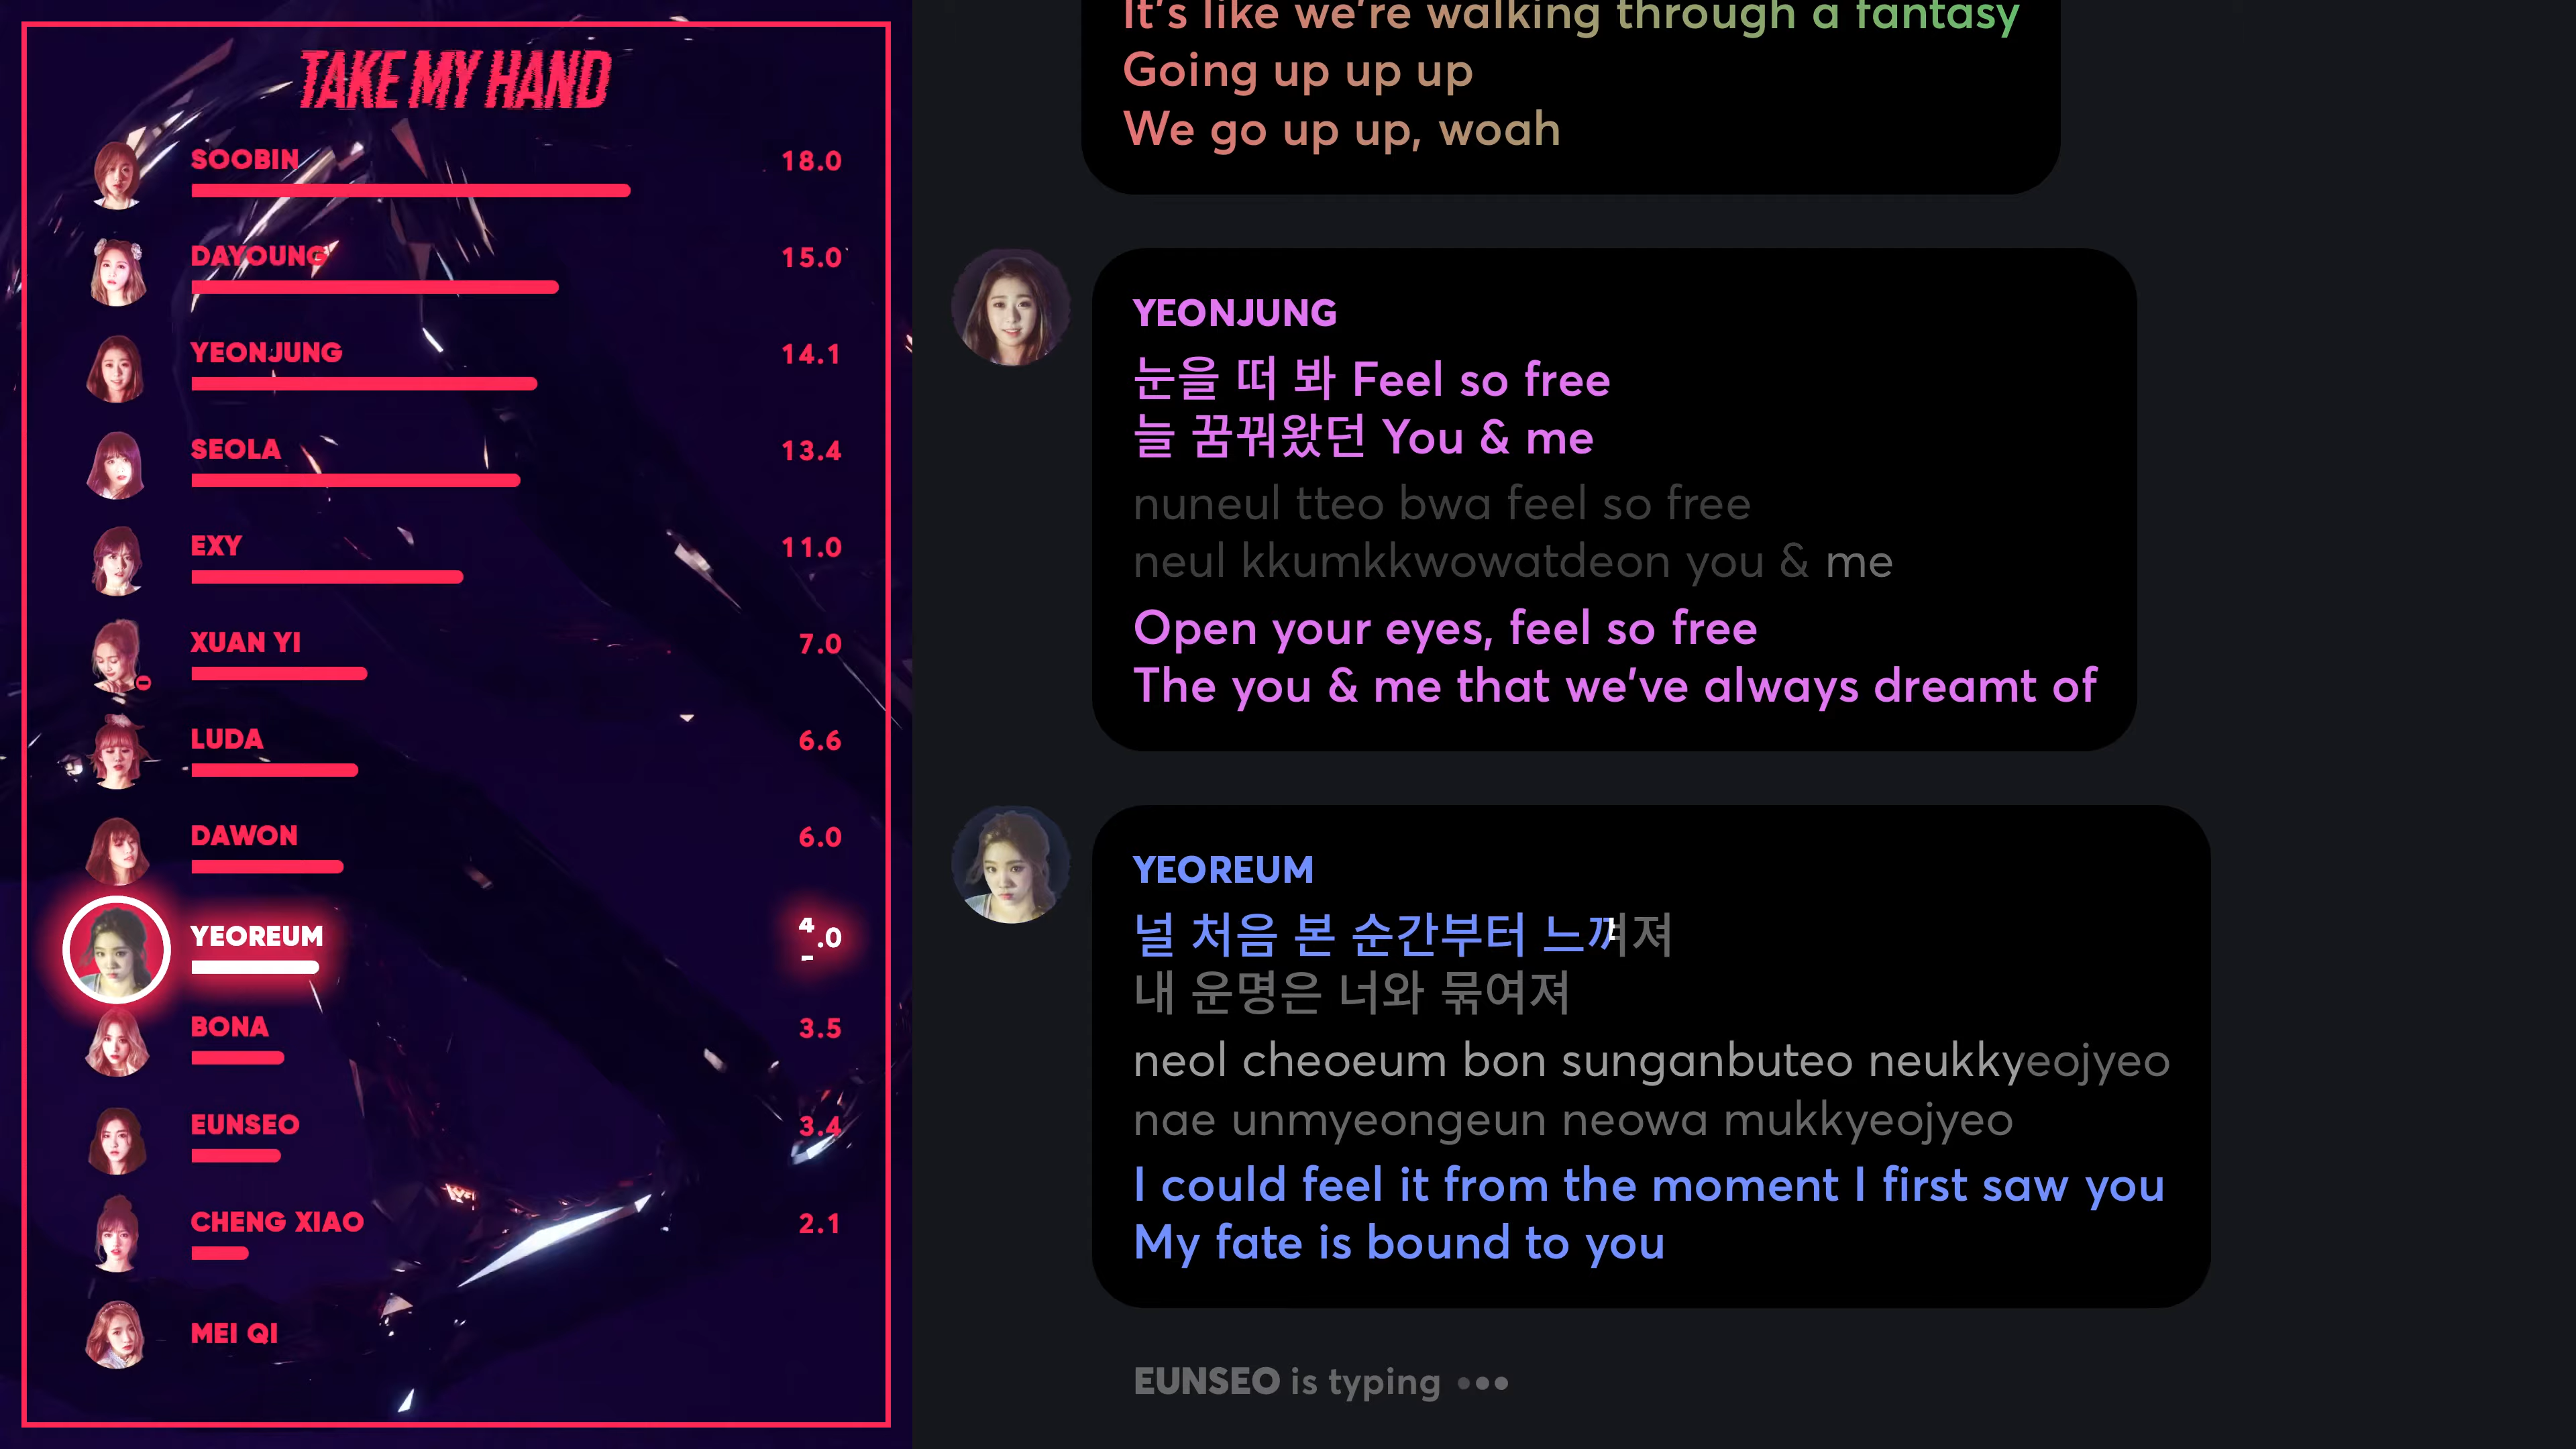 TAKE MY HAND
SOOBIN 18.0
DAYOUNG 15.0
YEONJUNG 14.1
SEOLA 13.4
EXY 11.0
XUAN YI 7.0
LUDA 6.6
DAWON 6.0
YEOREUM
BONA 3.5
EUNSEO 3.4
CHENG XIAO 2.1
MEI QI
It's like we're walking through a fantasy
Going up up up
We go up up, woah
YEONJUNG
눈을 떠 봐 Feel so free
늘 꿈꿔왔던 You & me
nuneul tteo bwa feel so free
neul kkumkkwowatdeon you & me
Open your eyes, feel so free
The you & me that we've always dreamt of
YEOREUM
널 처음 본 순간부터 느껴져
내 운명은 너와 묶여져
neol cheoeum bon sunganbuteo neukkyeojyeo
nae unmyeongeun neowa mukkyeojyeo
I could feel it from the moment I first saw you
My fate is bound to you
EUNSEO is typing •••